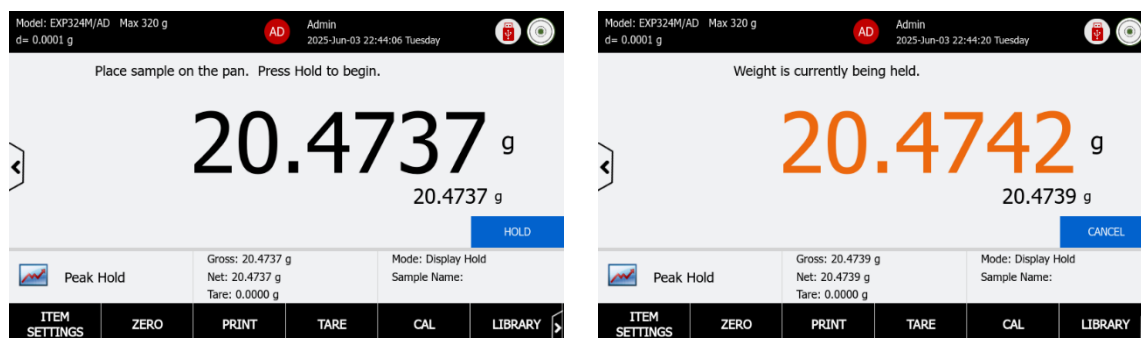 Model: EXP324M/AD Max 320 g
d= 0.0001 g
AD
Admin
2025-Jun-03 22:44:06 Tuesday
Place sample on the pan. Press Hold to begin.
20.4737 g
20.4737 g
HOLD
Peak Hold
Gross: 20.4737 g
Net: 20.4737 g
Tare: 0.0000 g
Mode: Display Hold
Sample Name:
ITEM SETTINGS
ZERO
PRINT
TARE
CAL
LIBRARY
Model: EXP324M/AD Max 320 g
d= 0.0001 g
AD
Admin
2025-Jun-03 22:44:20 Tuesday
Weight is currently being held.
20.4742 g
20.4739 g
CANCEL
Peak Hold
Gross: 20.4739 g
Net: 20.4739 g
Tare: 0.0000 g
Mode: Display Hold
Sample Name:
ITEM SETTINGS
ZERO
PRINT
TARE
CAL
LIBRARY